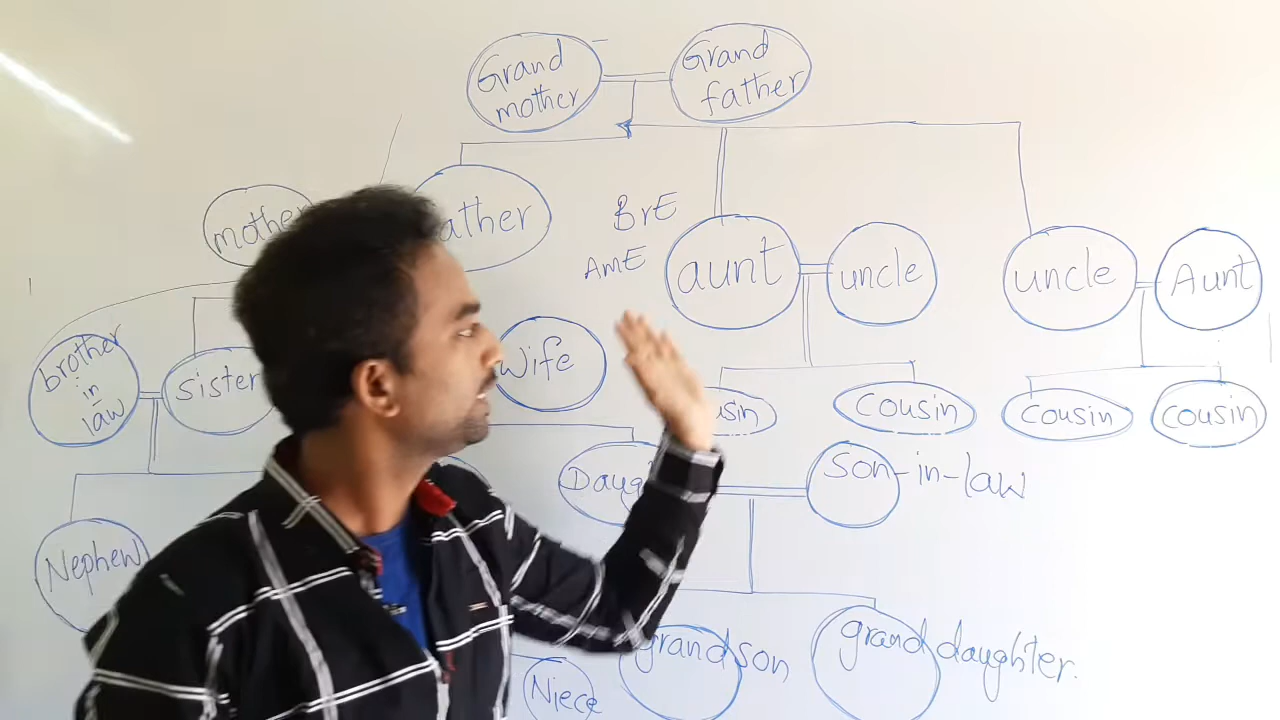 Grand
mother
Grand
father
mother
ather
BrE
AmE
aunt
uncle
uncle
Aunt
brother
in
law
sister
Wife
usin
cousin
cousin
cousin
Daug
Son-in-law
Nephew
grandson
grand daughter.
Niece